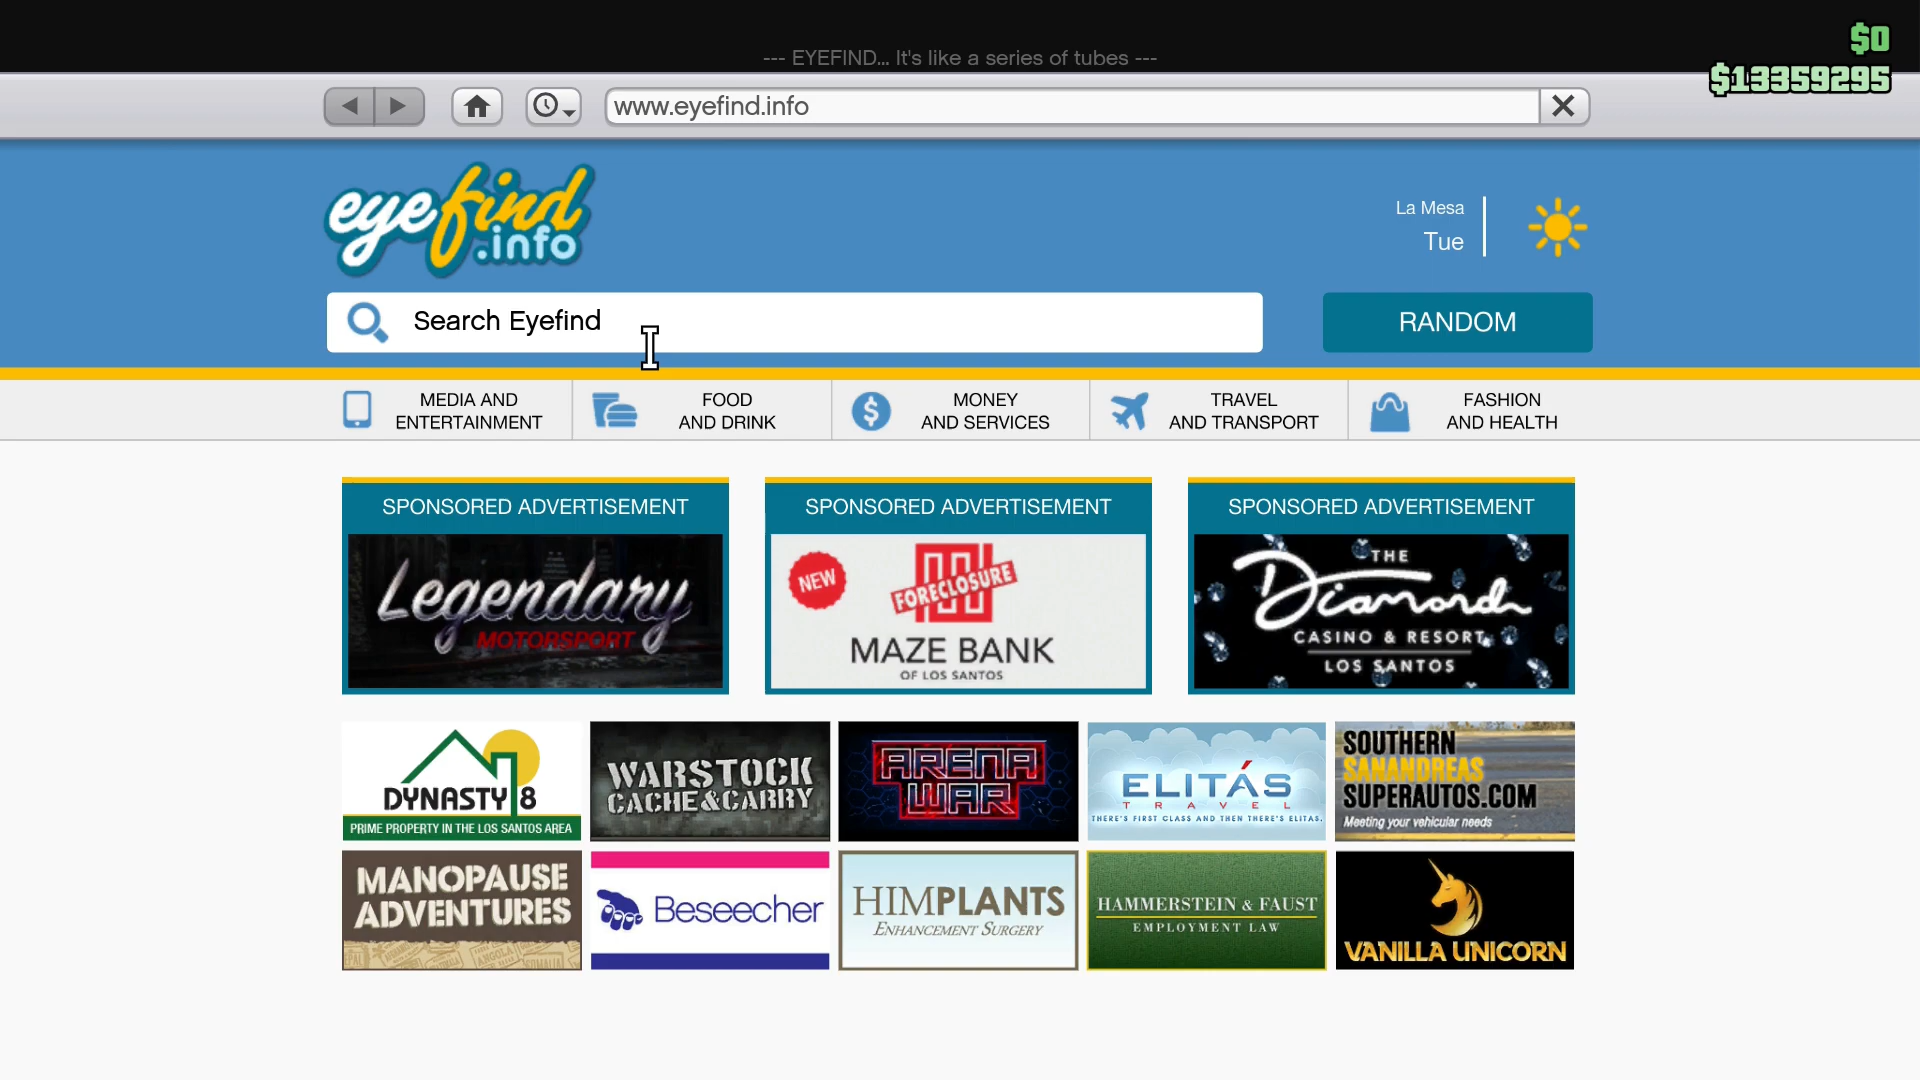 $0
--- EYEFIND... It's like a series of tubes ---
$13359295
www.eyefind.info
eyefind
.info
La Mesa
Tue
Search Eyefind
RANDOM
MEDIA AND
ENTERTAINMENT
FOOD
AND DRINK
MONEY
AND SERVICES
TRAVEL
AND TRANSPORT
FASHION
AND HEALTH
SPONSORED ADVERTISEMENT
Legendary
MOTORSPORT
SPONSORED ADVERTISEMENT
NEW
FORECLOSURE
MAZE BANK
OF LOS SANTOS
SPONSORED ADVERTISEMENT
THE
Diamond
CASINO & RESORT
LOS SANTOS
DYNASTY 8
PRIME PROPERTY IN THE LOS SANTOS AREA
WARSTOCK
CACHE&CARRY
ARENA
WAR
ELITÁS
TRAVEL
THERE'S FIRST CLASS AND THEN THERE'S ELITAS.
SOUTHERN
SANANDREAS
SUPERAUTOS.COM
Meeting your vehicular needs
MANOPAUSE
ADVENTURES
Beseecher
HIMPLANTS
ENHANCEMENT SURGERY
HAMMERSTEIN & FAUST
EMPLOYMENT LAW
VANILLA UNICORN